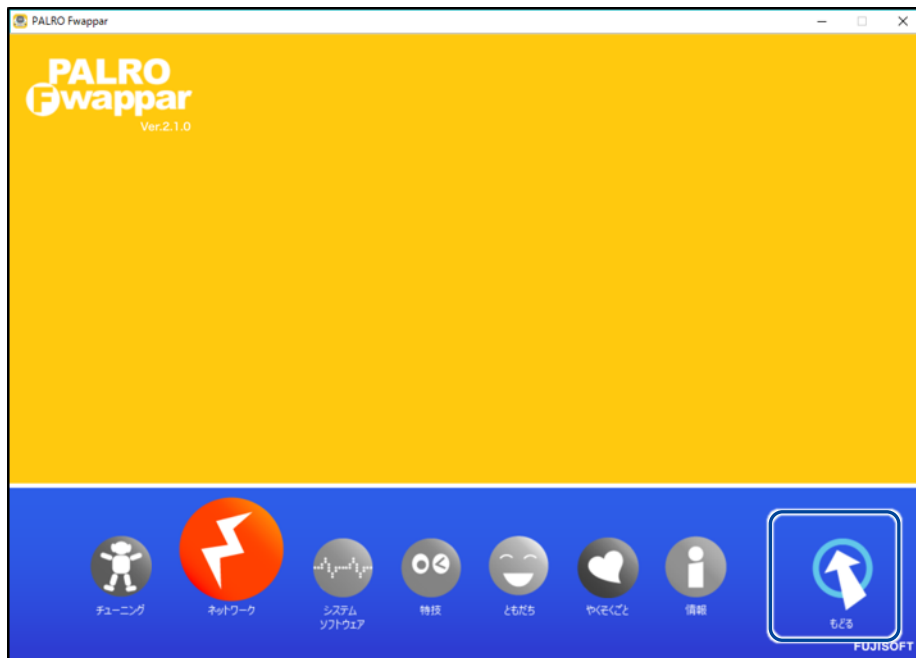 PALRO Fwappar
PALRO
Fwappar
Ver.2.1.0
チューニング
ネットワーク
システム
ソフトウェア
特技
ともだち
やくそくごと
情報
もどる
FUJISOFT